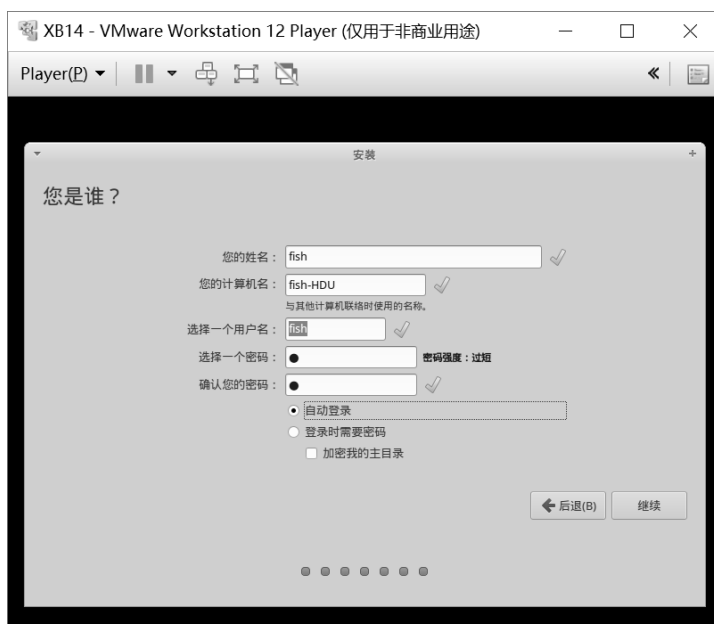 XB14 - VMware Workstation 12 Player (仅用于非商业用途)
Player(P)
安装
您是谁？
您的姓名： fish
您的计算机名： fish-HDU
与其他计算机联络时使用的名称。
选择一个用户名： fish
选择一个密码： ● 密码强度：过短
确认您的密码： ●
自动登录
登录时需要密码
加密我的主目录
后退(B) 继续